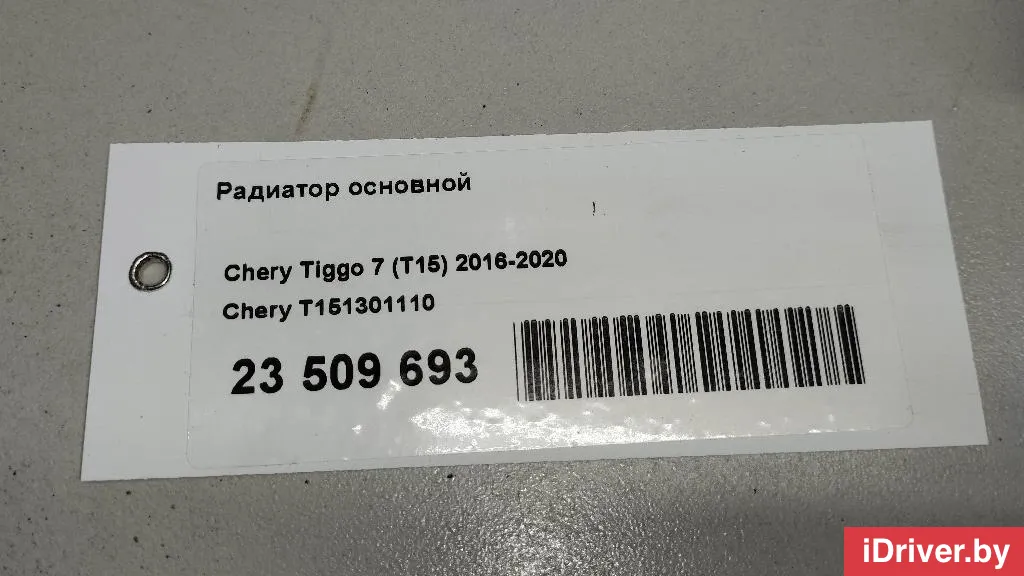 Радиатор основной
Chery Tiggo 7 (T15) 2016-2020
Chery T151301110
23 509 693
iDriver.by